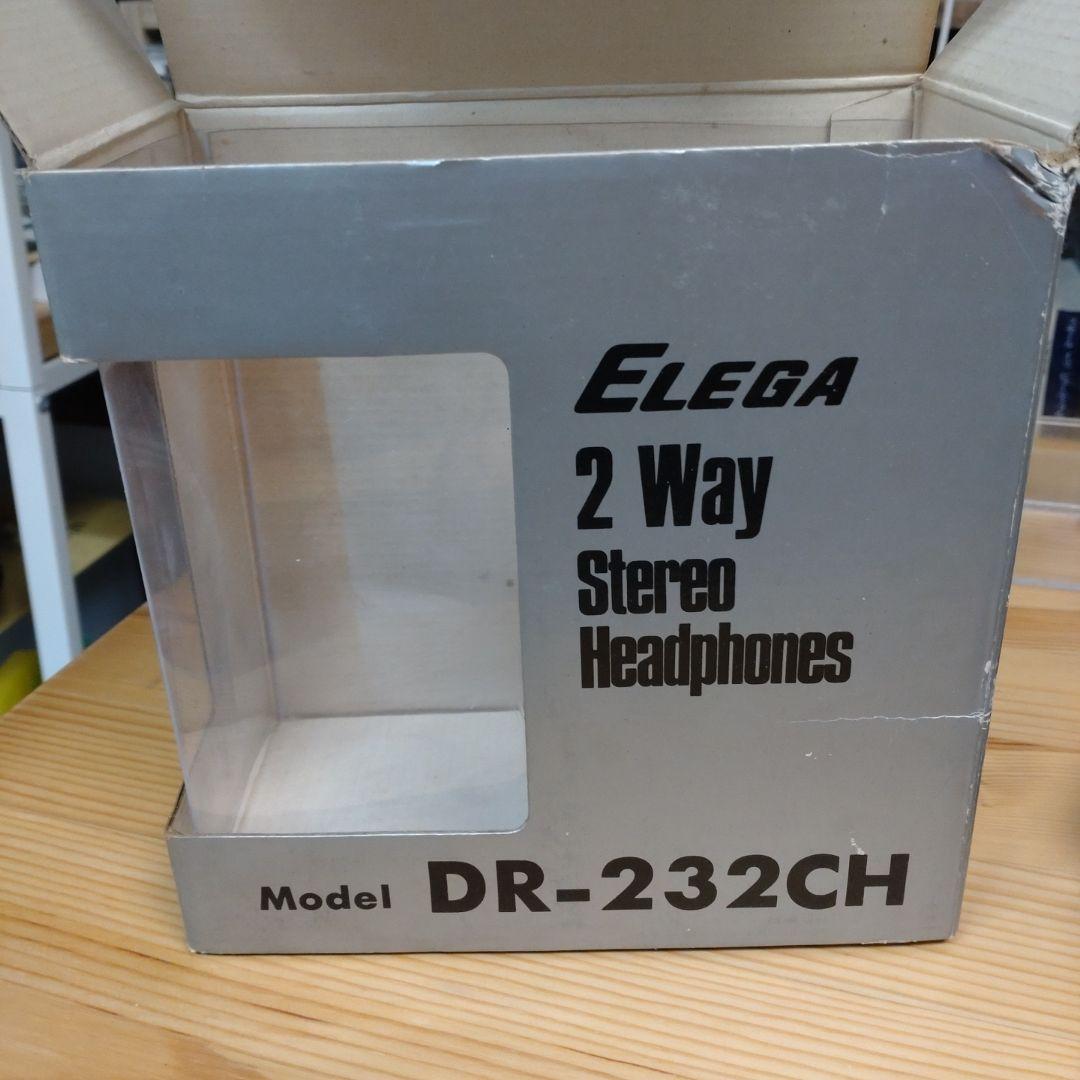 ELEGA
2 Way
Stereo
Headphones
Model DR-232CH